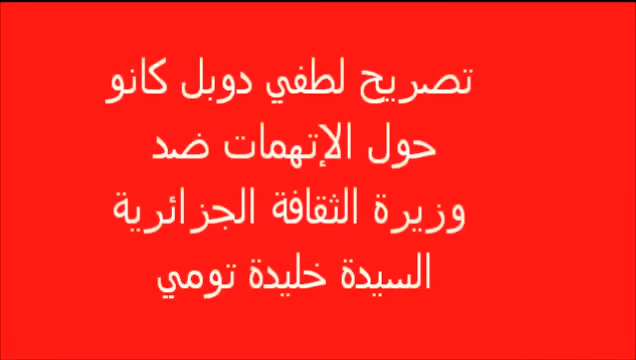 تصريح لطفي دوبل كانو
حول الإتهمات ضد
وزيرة الثقافة الجزائرية
السيدة خليدة تومي